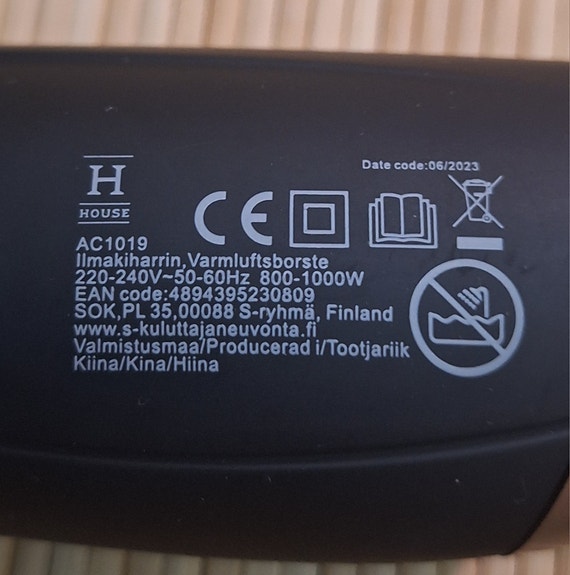 Date code:06/2023
H
HOUSE
CE
AC1019
Ilmakiharrin,Varmluftsborste
220-240V~50-60Hz 800-1000W
EAN code:4894395230809
SOK,PL 35,00088 S-ryhmä, Finland
www.s-kuluttajaneuvonta.fi
Valmistusmaa/Producerad i/Tootjariik
Kiina/Kina/Hiina